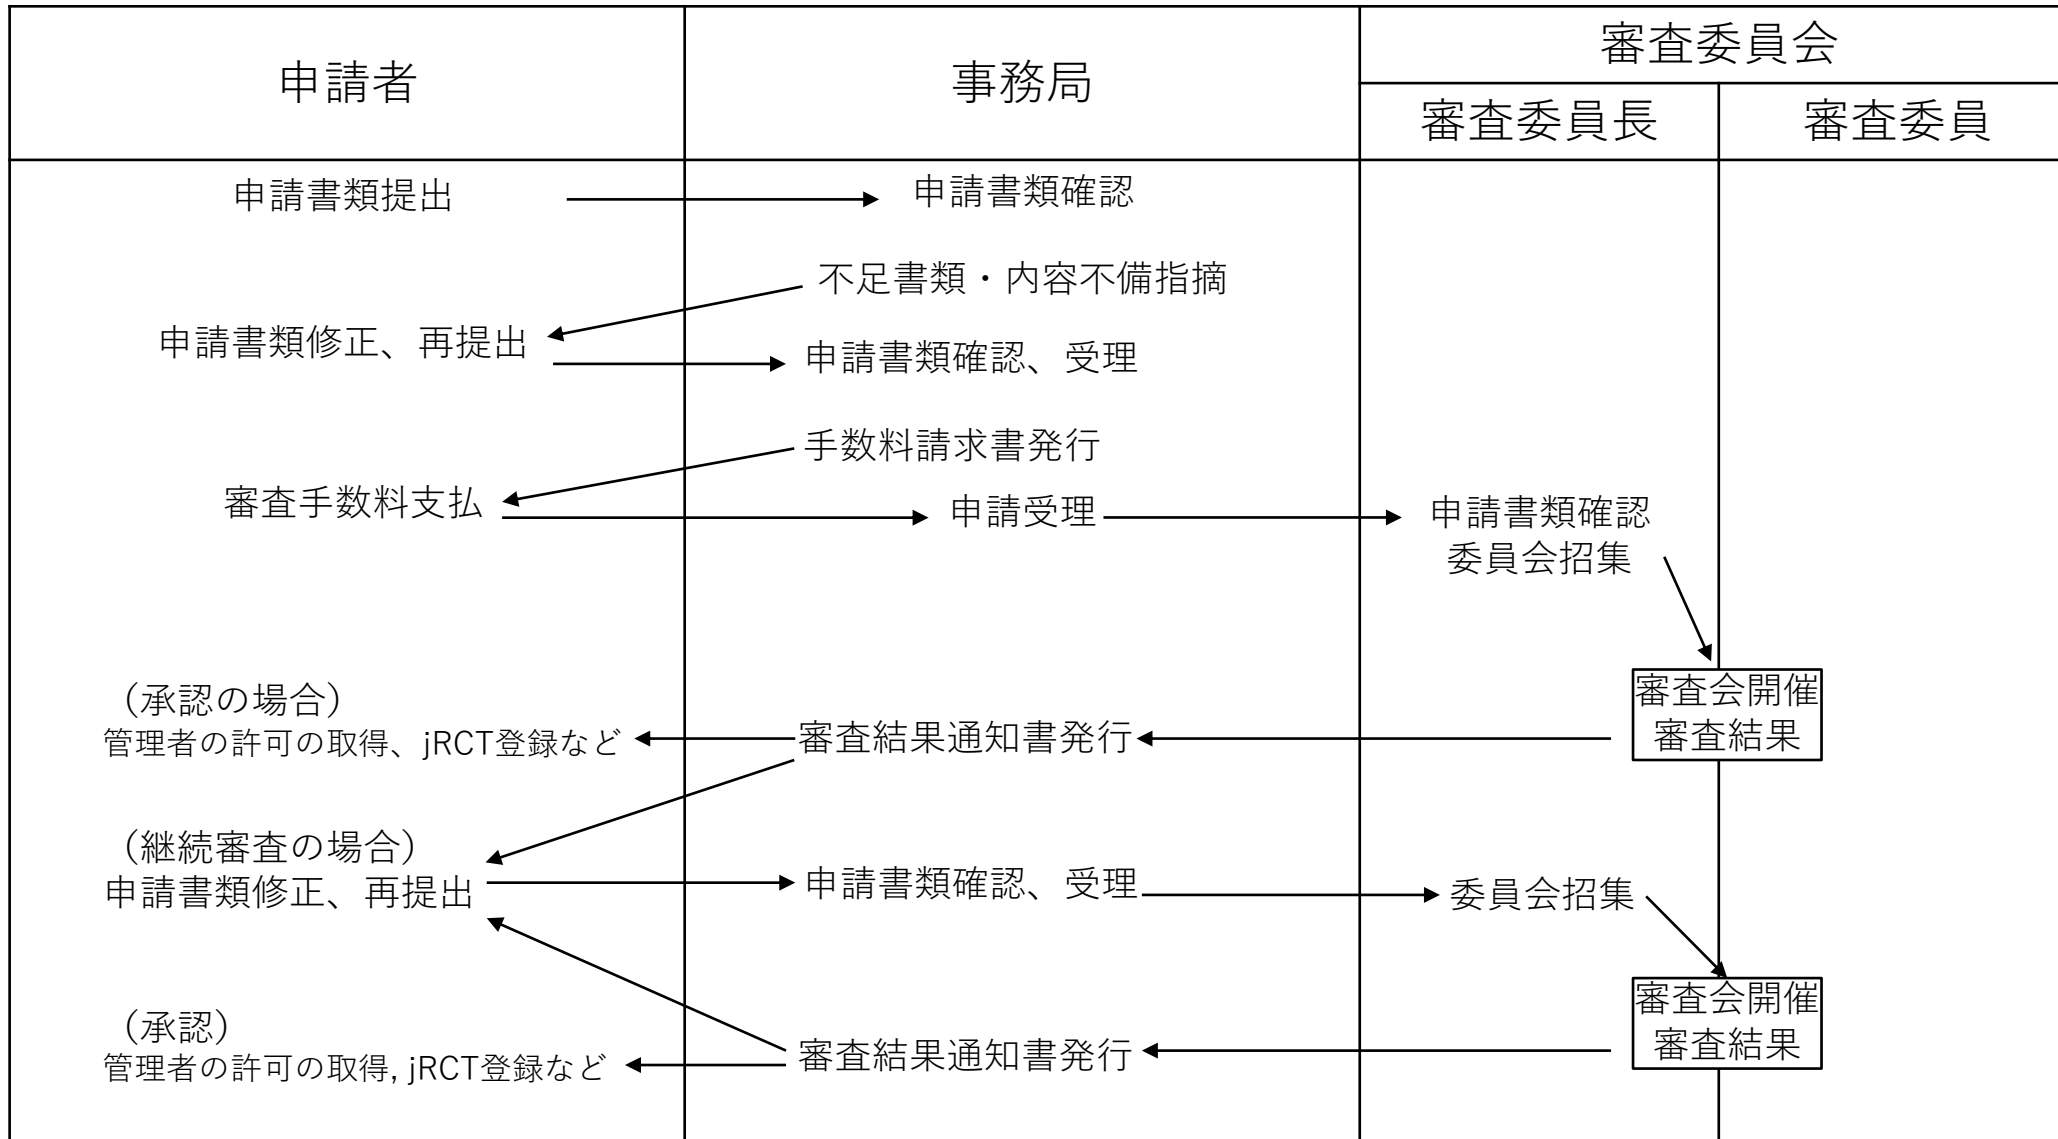 申請者
事務局
審査委員会
審査委員長
審査委員
申請書類提出
申請書類確認
不足書類・内容不備指摘
申請書類修正、再提出
申請書類確認、受理
手数料請求書発行
審査手数料支払
申請受理
申請書類確認
委員会招集
審査会開催
審査結果
（承認の場合）
管理者の許可の取得、jRCT登録など
審査結果通知書発行
（継続審査の場合）
申請書類修正、再提出
申請書類確認、受理
委員会招集
審査会開催
審査結果
（承認）
管理者の許可の取得, jRCT登録など
審査結果通知書発行